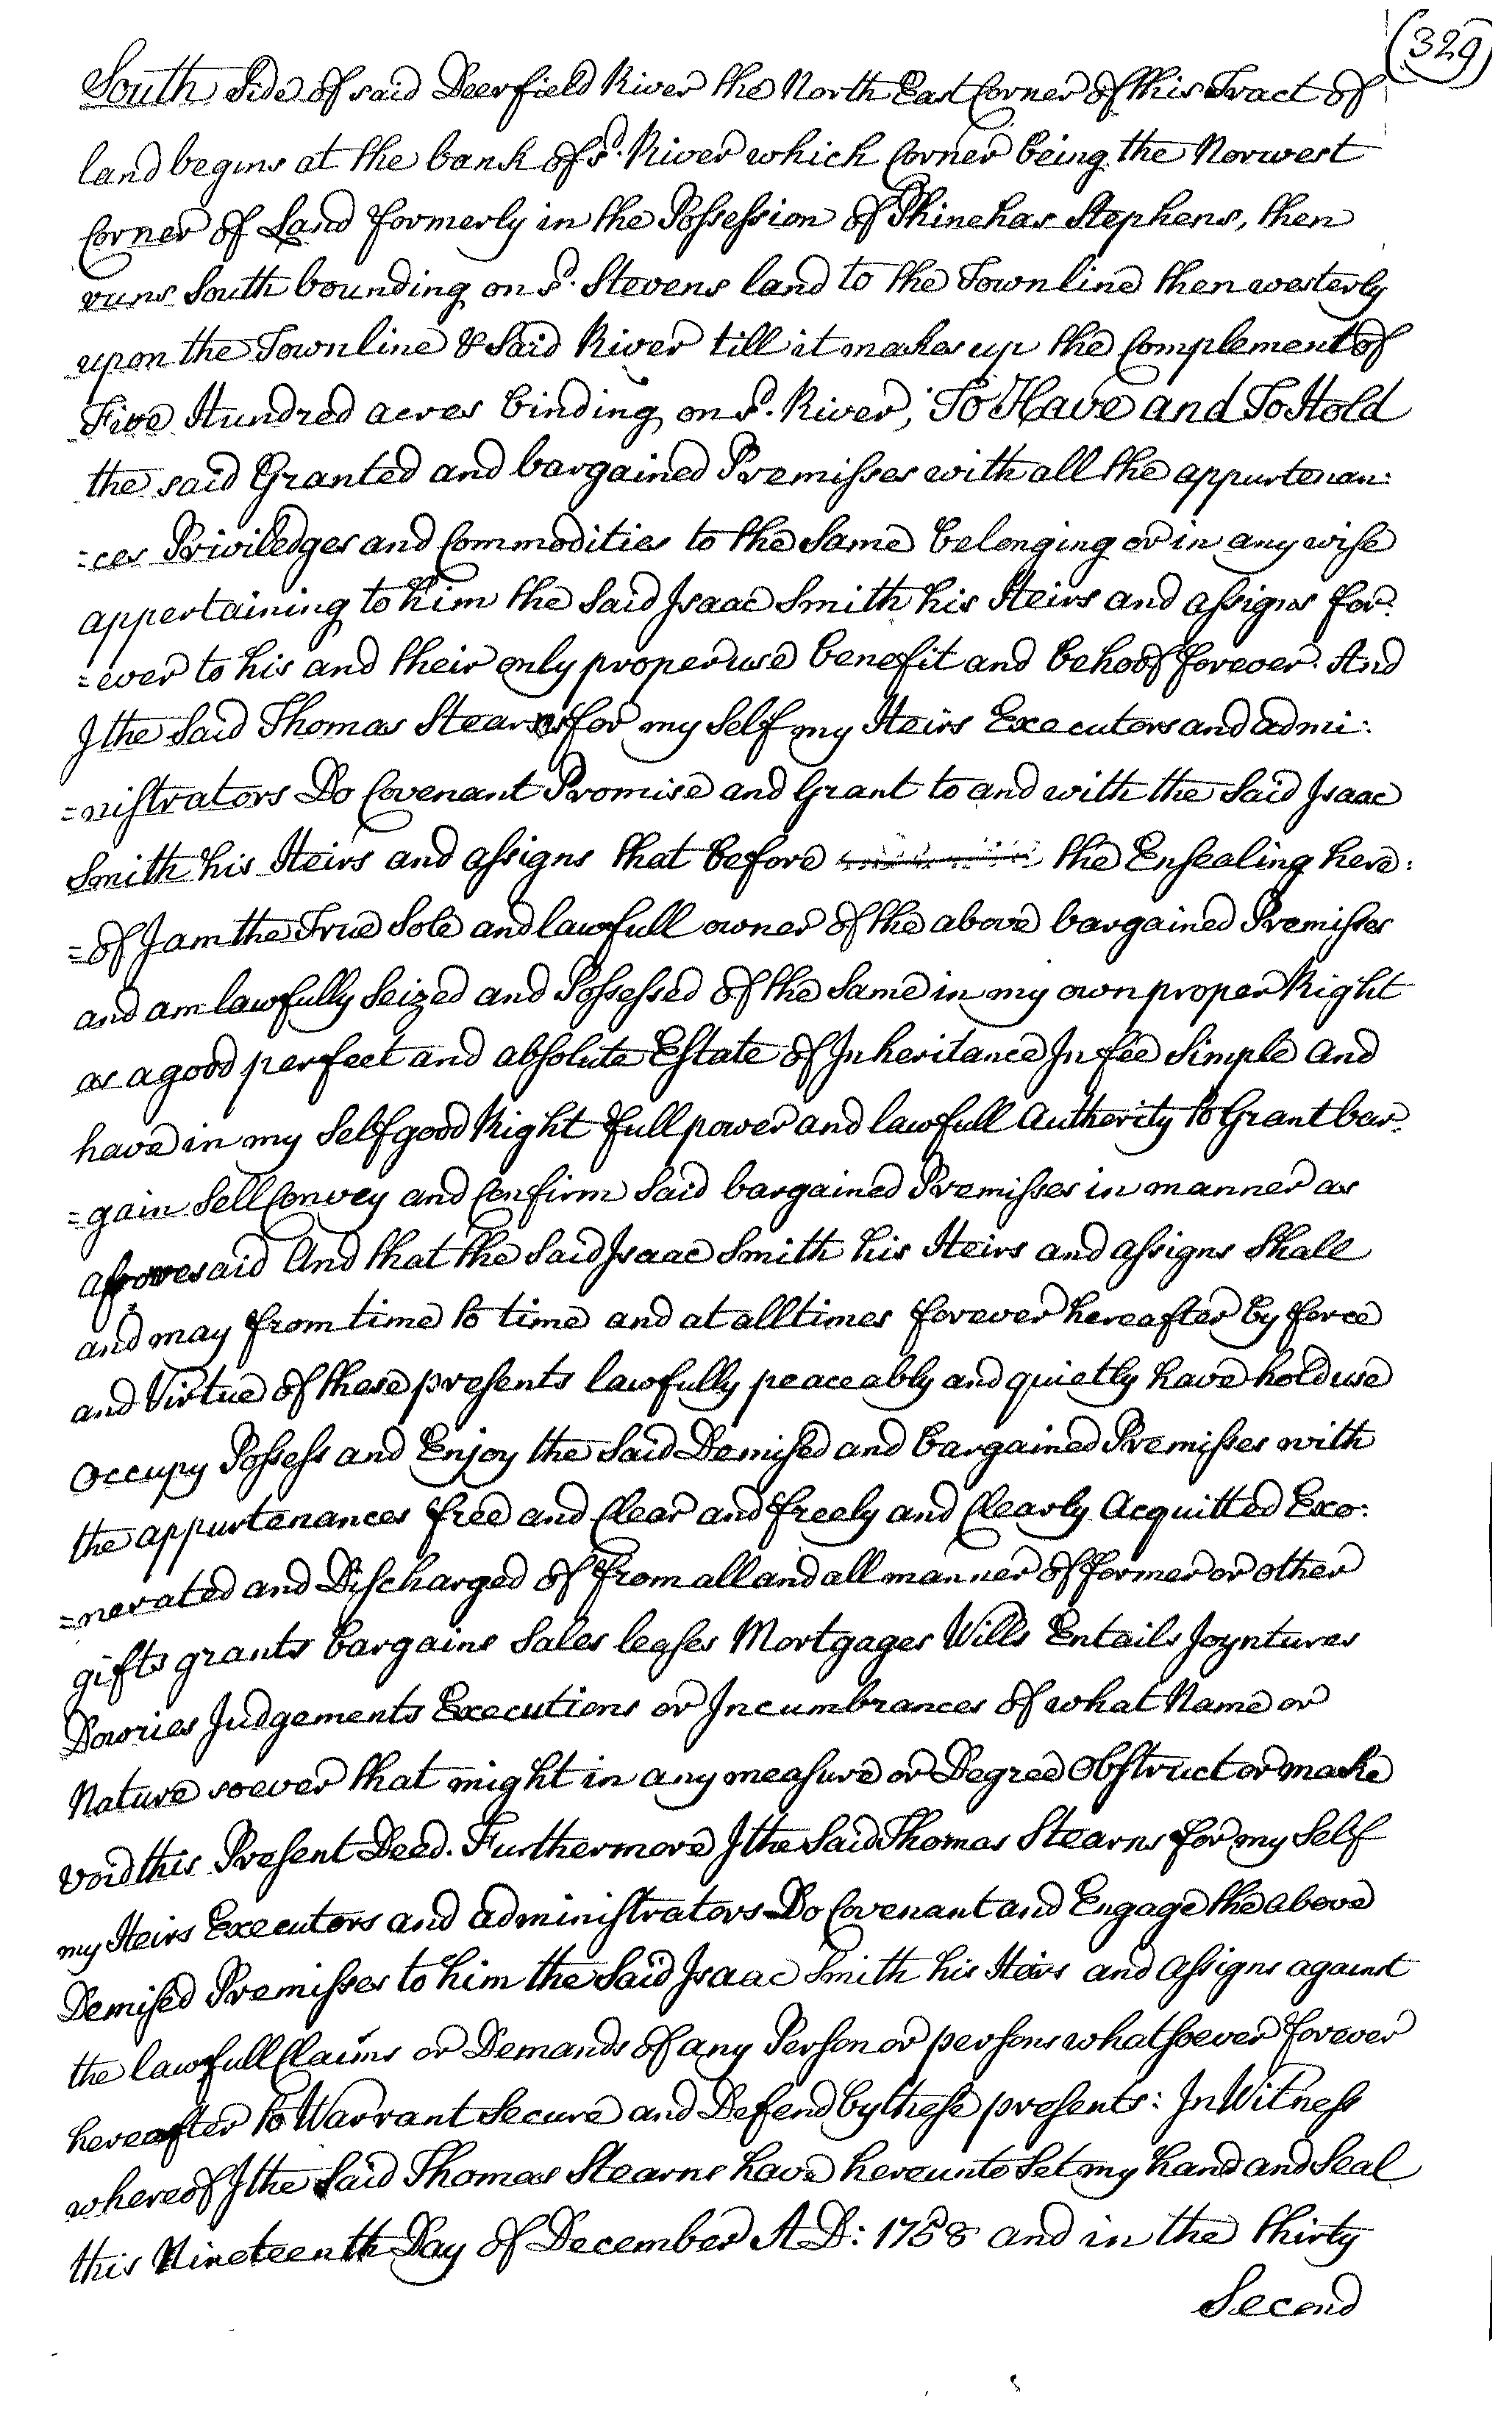 (329)
South Side of said Deerfield River the North East Corner of this Tract of
land begins at the bank of sd. River which Corner being the Norwest
Corner of Land formerly in the Possession of Phinehas Stephens, then
runs South bounding on sd. Stevens land to the Town line then westerly
upon the Town line & Said River till it makes up the Complement of
Five Hundred acres binding on sd. River; To Have and To Hold
the said Granted and bargained Premisses with all the appurtenan:
=ces Priviledges and Commodities to the Same belonging or in any wise
appertaining to him the Said Isaac Smith his Heirs and assigns for:
=ever to his and their only proper use benefit and behoof forever. And
I the Said Thomas Stearns for my Self my Heirs Executors and admi:
=nistrators Do Covenant Promise and Grant to and with the Said Isaac
Smith his Heirs and assigns that before the Ensealing here:
=of I am the True Sole and lawfull owner of the above bargained Premisses
and am lawfully Seized and Possessed of the Same in my own proper Right
as a good perfect and absolute Estate of Inheritance In fee Simple and
have in my Self good Right full power and lawfull Authority to Grant bar:
=gain Sell Convey and Confirm Said bargained Premisses in manner as
aforesaid And that the Said Isaac Smith his Heirs and assigns Shall
and may from time to time and at all times forever hereafter by force
and Virtue of these presents lawfully peaceably and quietly have hold use
Occupy Possess and Enjoy the Said Demised and bargained Premisses with
the appurtenances free and Clear and freely and Clearly Acquitted Exo:
=nerated and Discharged of from all and all manner of former or other
gifts grants bargains Sales leases Mortgages Wills Entails Joyntures
Dowries Judgements Executions or Incumbrances of what Name or
Nature soever that might in any measure or Degree Obstruct or make
void this Present Deed. Furthermore I the Said Thomas Stearns for my Self
my Heirs Executors and administrators Do Covenant and Engage the above
Demised Premisses to him the Said Isaac Smith his Heirs and Assigns against
the lawfull Claims or Demands of any Person or persons whatsoever forever
hereafter to Warrant Secure and Defend by these presents: In Witness
whereof I the Said Thomas Stearns have hereunto Set my hand and Seal
this Nineteenth Day of December A D: 1758 and in the thirty
Second